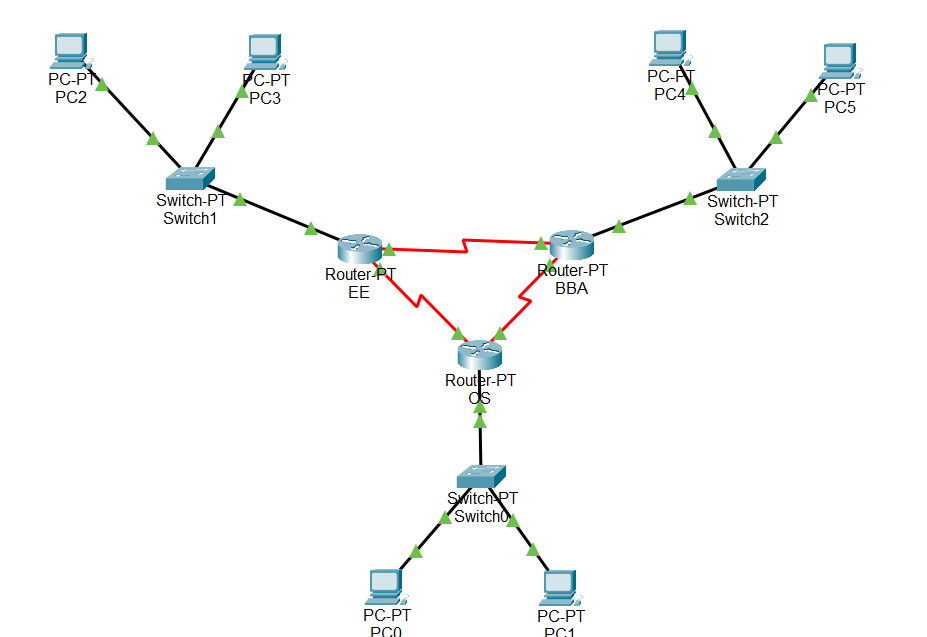 PC-PT
PC2
PC-PT
PC3
PC-PT
PC4
PC-PT
PC5
Switch-PT
Switch1
Switch-PT
Switch2
Router-PT
EE
Router-PT
BBA
Router-PT
CS
Switch-PT
Switch0
PC-PT
PC0
PC-PT
PC1